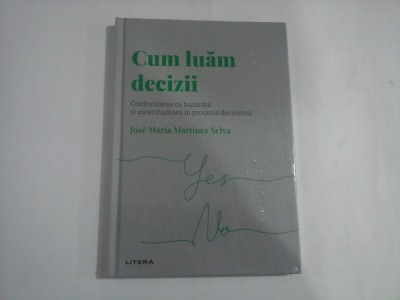 Cum luăm
decizii
Confruntarea cu hazardul
și incertitudinea în procesul decizional
José María Martínez Selva
Yes
No
LITERA